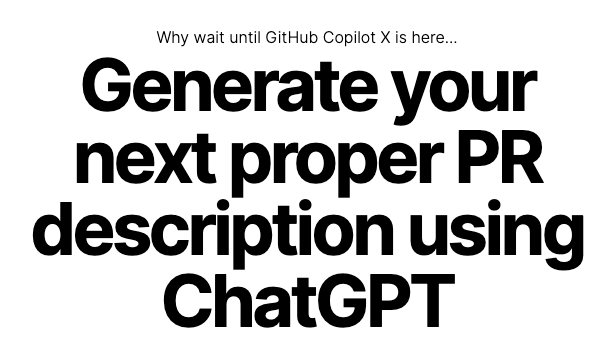 Why wait until GitHub Copilot X is here...
Generate your
next proper PR
description using
ChatGPT